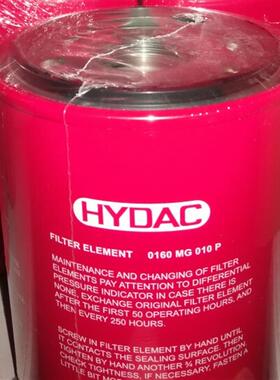 HYDAC
FILTER ELEMENT 0160 MG 010 P
MAINTENANCE AND CHANGING OF FILTER
ELEMENTS PAY ATTENTION TO DIFFERENTIAL
PRESSURE INDICATOR IN CASE THERE IS
NONE, EXCHANGE ORIGINAL FILTER ELEMENT
AFTER THE FIRST 50 OPERATING HOURS, AND
THEN EVERY 250 HOURS.
SCREW IN FILTER ELEMENT BY HAND UNTIL
IT CONTACTS THE SEALING SURFACE. THEN
TIGHTEN BY HAND ANOTHER ¾ REVOLUTION.
CHECK TIGHTNESS, IF NECESSARY. FASTEN A
LITTLE BIT MOR